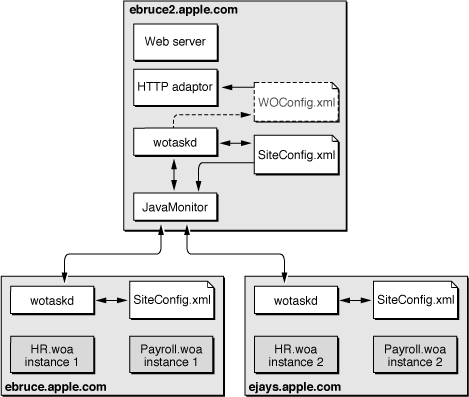 ebruce2.apple.com
Web server
HTTP adaptor
WOConfig.xml
wotaskd
SiteConfig.xml
JavaMonitor
wotaskd
SiteConfig.xml
HR.woa
instance 1
Payroll.woa
instance 1
ebruce.apple.com
wotaskd
SiteConfig.xml
HR.woa
instance 2
Payroll.woa
instance 2
ejays.apple.com